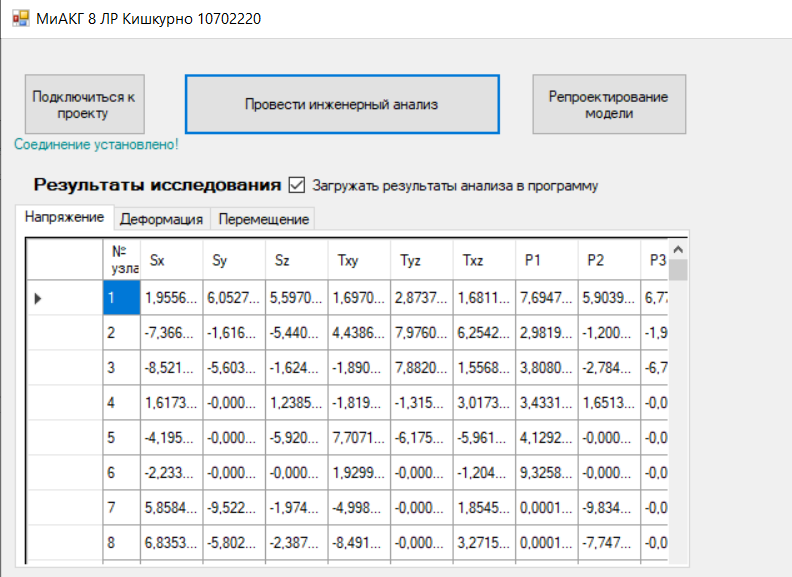 МиАКГ 8 ЛР Кишкурно 10702220
Подключиться к
проекту
Провести инженерный анализ
Репроектирование
модели
Соединение установлено!
Результаты исследования
Загружать результаты анализа в программу
Напряжение Деформация Перемещение
№
узла Sx Sy Sz Txy Tyz Txz P1 P2 P3
1 1,9556... 6,0527... 5,5970... 1,6970... 2,8737... 1,6811... 7,6947... 5,9039... 6,77
2 -7,366... -1,616... -5,440... 4,4386... 7,9760... 6,2542... 2,9819... -1,200... -1,9
3 -8,521... -5,603... -1,624... -1,890... 7,8820... 1,5568... 3,8080... -2,784... -6,7
4 1,6173... -0,000... 1,2385... -1,819... -1,315... 3,0173... 3,4331... 1,6513... -0,0
5 -4,195... -0,000... -5,920... 7,7071... -6,175... -5,961... 4,1292... -0,000... -0,0
6 -2,233... -0,000... -0,000... 1,9299... -0,000... -1,204... 9,3258... -0,000... -0,0
7 5,8584... -9,522... -1,974... -4,998... -0,000... 1,8545... 0,0001... -9,834... -0,0
8 6,8353... -5,802... -2,387... -8,491... -0,000... 3,2715... 0,0001... -7,747... -0,0